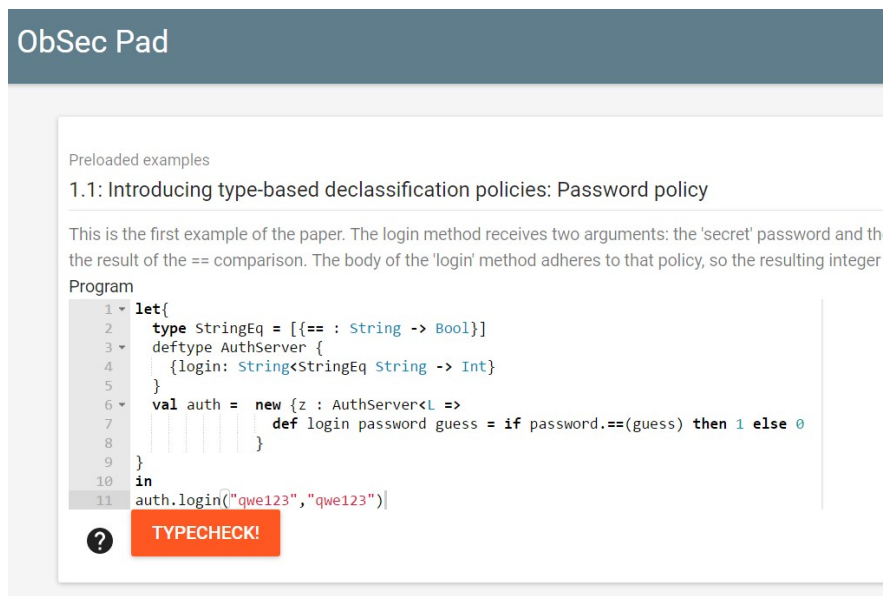 ObSec Pad
Preloaded examples
1.1: Introducing type-based declassification policies: Password policy
This is the first example of the paper. The login method receives two arguments: the 'secret' password and
the result of the == comparison. The body of the 'login' method adheres to that policy, so the resulting integer
Program
1 let{
2 type StringEq = [{== : String -> Bool}]
3 deftype AuthServer {
4 {login: String<StringEq String -> Int}
5 }
6 val auth = new {z : AuthServer<L =>
7 def login password guess = if password.==(guess) then 1 else 0
8 }
9 }
10 in
11 auth.login("qwe123","qwe123")
? TYPECHECK!